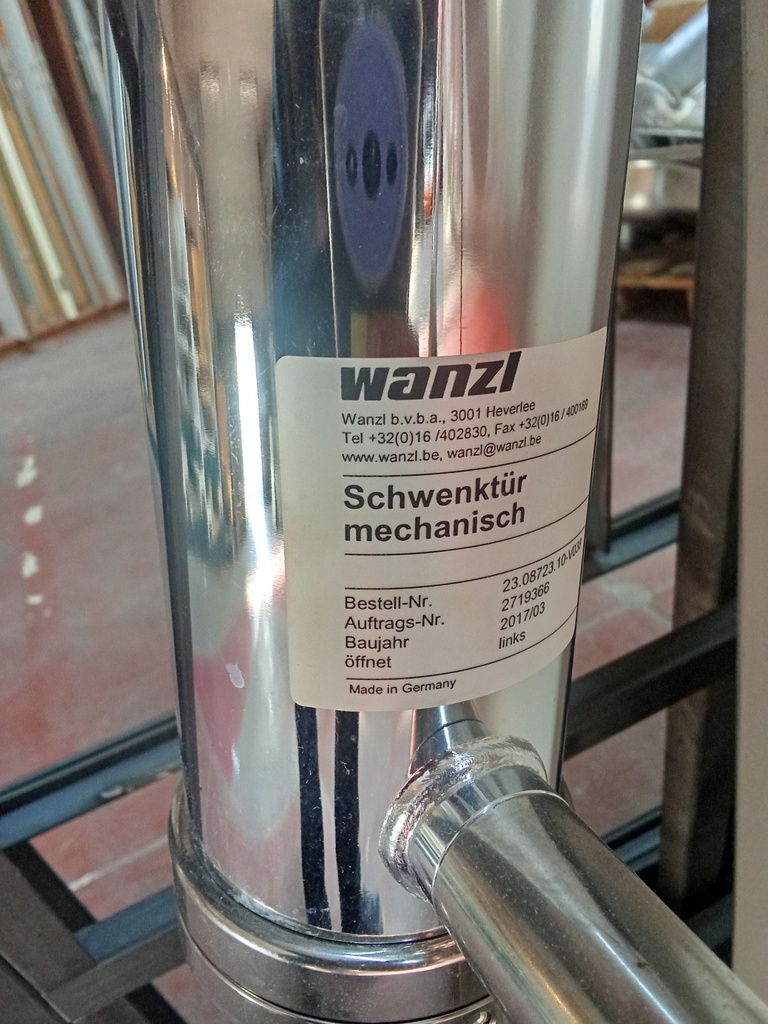 wanzl
Wanzl b.v.b.a., 3001 Heverlee
Tel +32(0)16 /402830, Fax +32(0)16 / 400169
www.wanzl.be, wanzl@wanzl.be
Schwenktür
mechanisch
Bestell-Nr. 23.08723.10-V038
Auftrags-Nr. 2719366
Baujahr 2017/03
öffnet links
Made in Germany